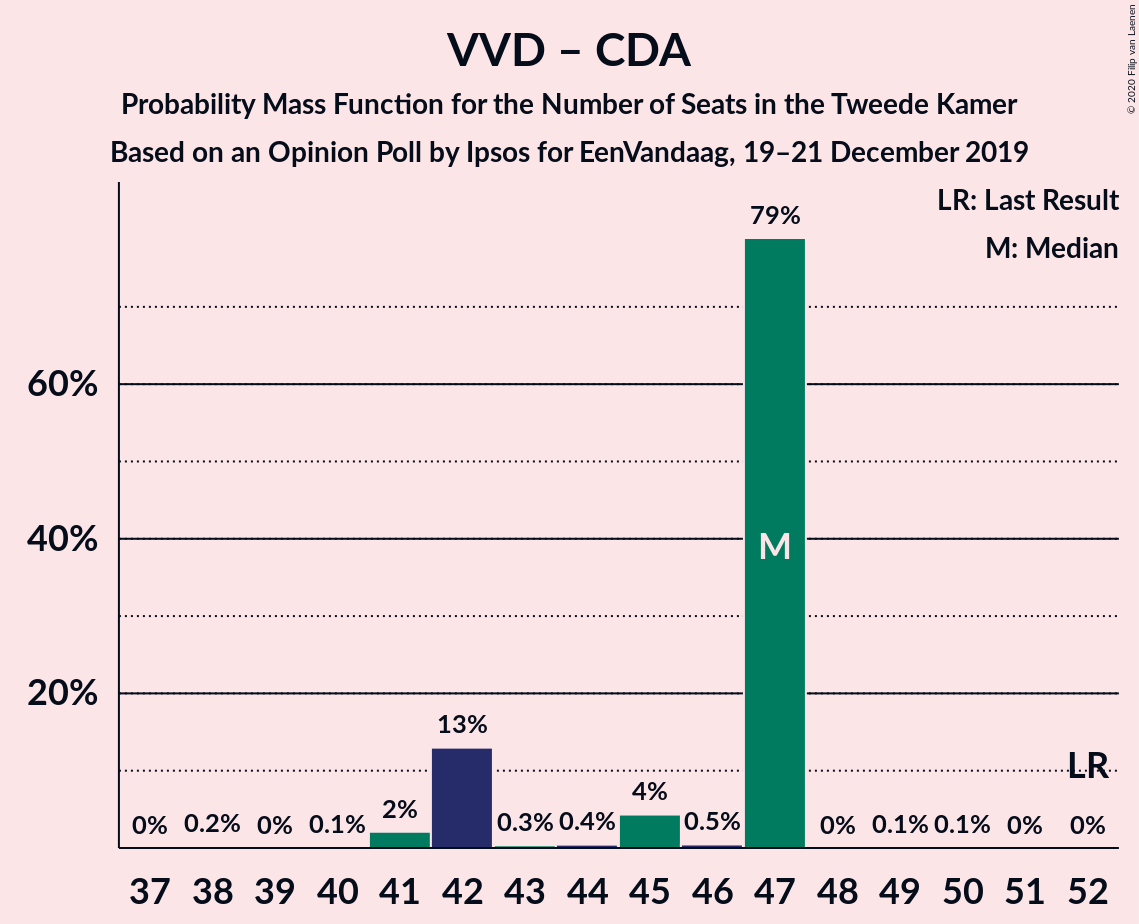 VVD – CDA
Probability Mass Function for the Number of Seats in the Tweede Kamer
Based on an Opinion Poll by Ipsos for EenVandaag, 19–21 December 2019
© 2020 Filip van Laenen
LR: Last Result
M: Median
79%
60%
40%
M
20%
13%
LR
0% 0.2% 0% 0.1% 2% 0.3% 0.4% 4% 0.5% 0% 0.1% 0.1% 0% 0%
37 38 39 40 41 42 43 44 45 46 47 48 49 50 51 52